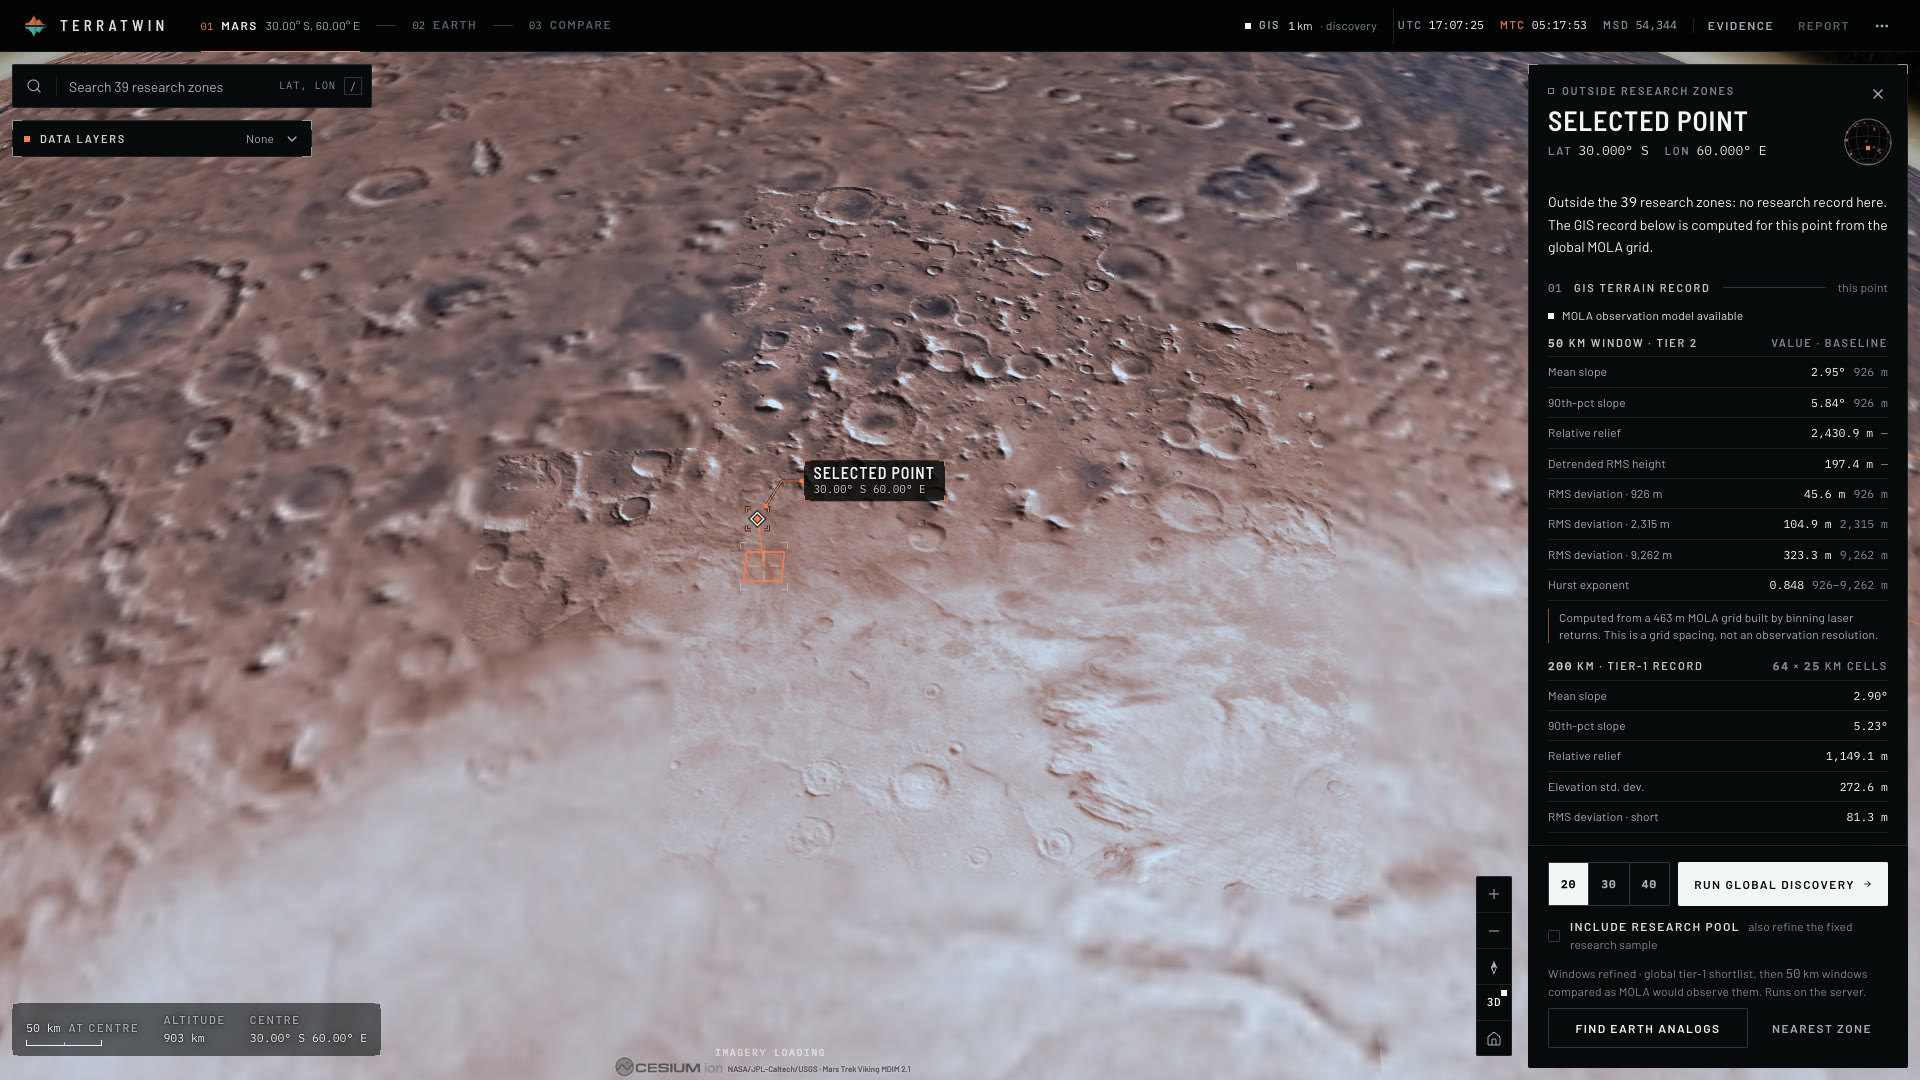 TERRATWIN
01 MARS 30.00° S, 60.00° E
02 EARTH
03 COMPARE
GIS 1 km · discovery
UTC 17:07:25 MTC 05:17:53 MSD 54,344
EVIDENCE
REPORT
Search 39 research zones LAT, LON /
DATA LAYERS None
SELECTED POINT
30.00° S 60.00° E
OUTSIDE RESEARCH ZONES
SELECTED POINT
LAT 30.000° S LON 60.000° E
Outside the 39 research zones: no research record here.
The GIS record below is computed for this point from the
global MOLA grid.
01 GIS TERRAIN RECORD this point
MOLA observation model available
50 KM WINDOW · TIER 2 VALUE · BASELINE
Mean slope 2.95° 926 m
90th-pct slope 5.84° 926 m
Relative relief 2,430.9 m —
Detrended RMS height 197.4 m —
RMS deviation · 926 m 45.6 m 926 m
RMS deviation · 2,315 m 104.9 m 2,315 m
RMS deviation · 9,262 m 323.3 m 9,262 m
Hurst exponent 0.848 926–9,262 m
Computed from a 463 m MOLA grid built by binning laser
returns. This is a grid spacing, not an observation resolution.
200 KM · TIER-1 RECORD 64 × 25 KM CELLS
Mean slope 2.90°
90th-pct slope 5.23°
Relative relief 1,149.1 m
Elevation std. dev. 272.6 m
RMS deviation · short 81.3 m
20 30 40 RUN GLOBAL DISCOVERY →
INCLUDE RESEARCH POOL also refine the fixed
research sample
Windows refined · global tier-1 shortlist, then 50 km windows
compared as MOLA would observe them. Runs on the server.
FIND EARTH ANALOGS NEAREST ZONE
+
−
3D
50 km AT CENTRE
ALTITUDE
903 km
CENTRE
30.00° S 60.00° E
IMAGERY LOADING
CESIUM ion NASA/JPL-Caltech/USGS · Mars Trek Viking MDIM 2.1